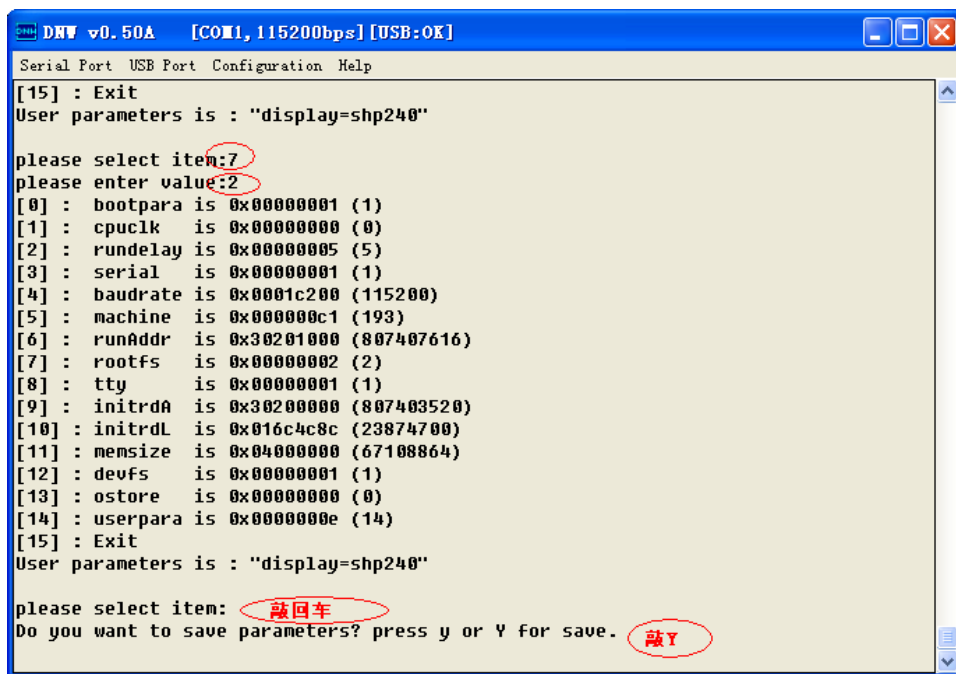 DNW v0.50A [COM1,115200bps][USB:OK]
Serial Port USB Port Configuration Help
[15] : Exit
User parameters is : "display=shp240"
please select item:7
please enter value:2
[0] : bootpara is 0x00000001 (1)
[1] : cpuclk is 0x00000000 (0)
[2] : rundelay is 0x00000005 (5)
[3] : serial is 0x00000001 (1)
[4] : baudrate is 0x0001c200 (115200)
[5] : machine is 0x000000c1 (193)
[6] : runAddr is 0x30201000 (807407616)
[7] : rootfs is 0x00000002 (2)
[8] : tty is 0x00000001 (1)
[9] : initrdA is 0x30200000 (807403520)
[10] : initrdL is 0x016c4c8c (23874700)
[11] : memsize is 0x04000000 (67108864)
[12] : devfs is 0x00000001 (1)
[13] : ostore is 0x00000000 (0)
[14] : userpara is 0x0000000e (14)
[15] : Exit
User parameters is : "display=shp240"
please select item: 敲回车
Do you want to save parameters? press y or Y for save. 敲Y